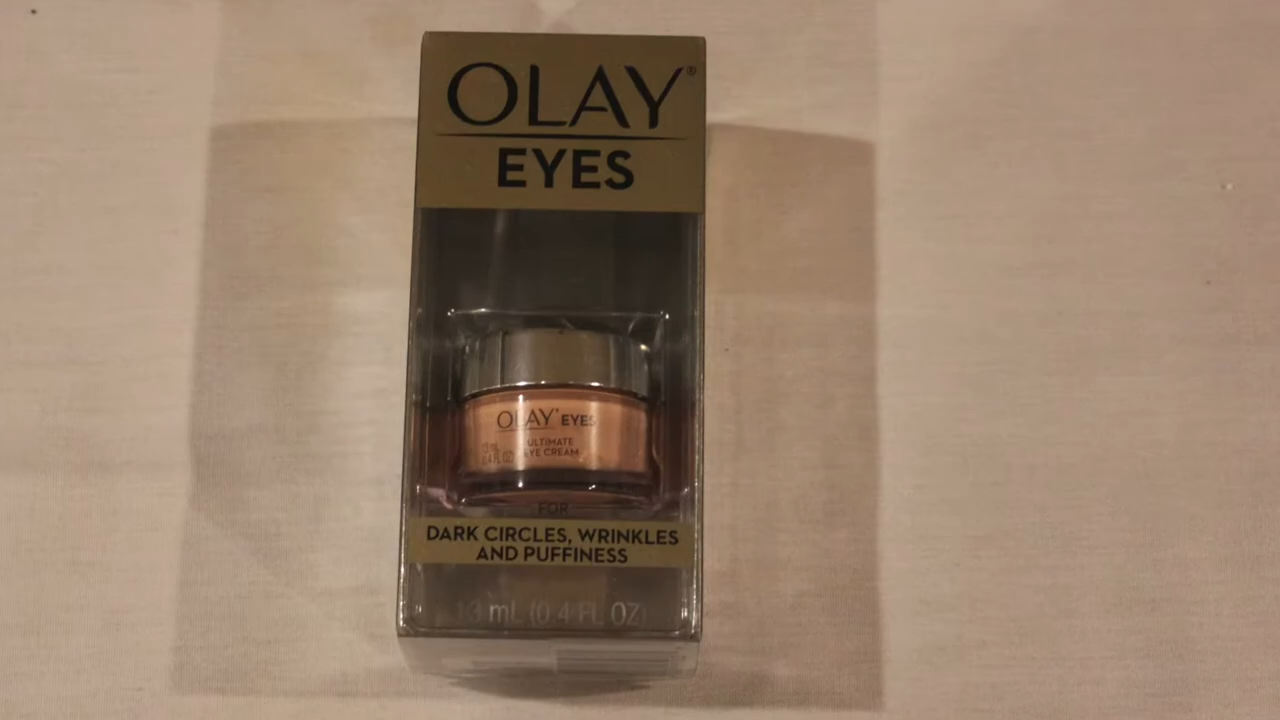 OLAY®
EYES
OLAY® EYES
ULTIMATE
EYE CREAM
FOR
DARK CIRCLES, WRINKLES
AND PUFFINESS
13 mL (0.4 FL OZ)